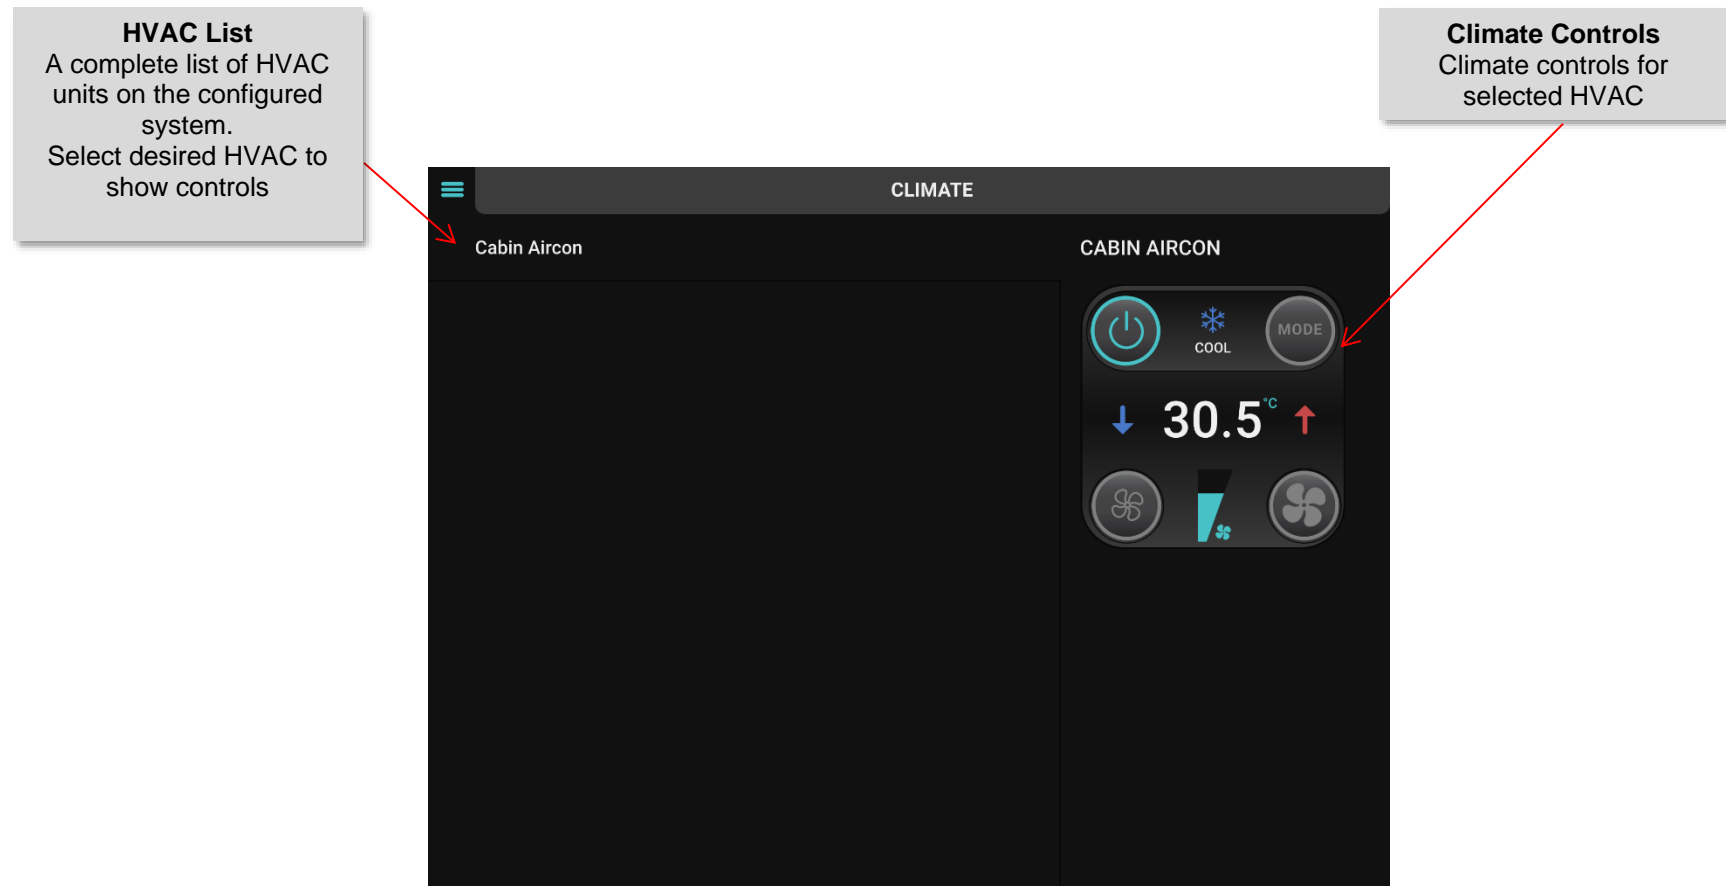 HVAC List
A complete list of HVAC
units on the configured
system.
Select desired HVAC to
show controls
Climate Controls
Climate controls for
selected HVAC
CLIMATE
Cabin Aircon
CABIN AIRCON
COOL
MODE
30.5°C